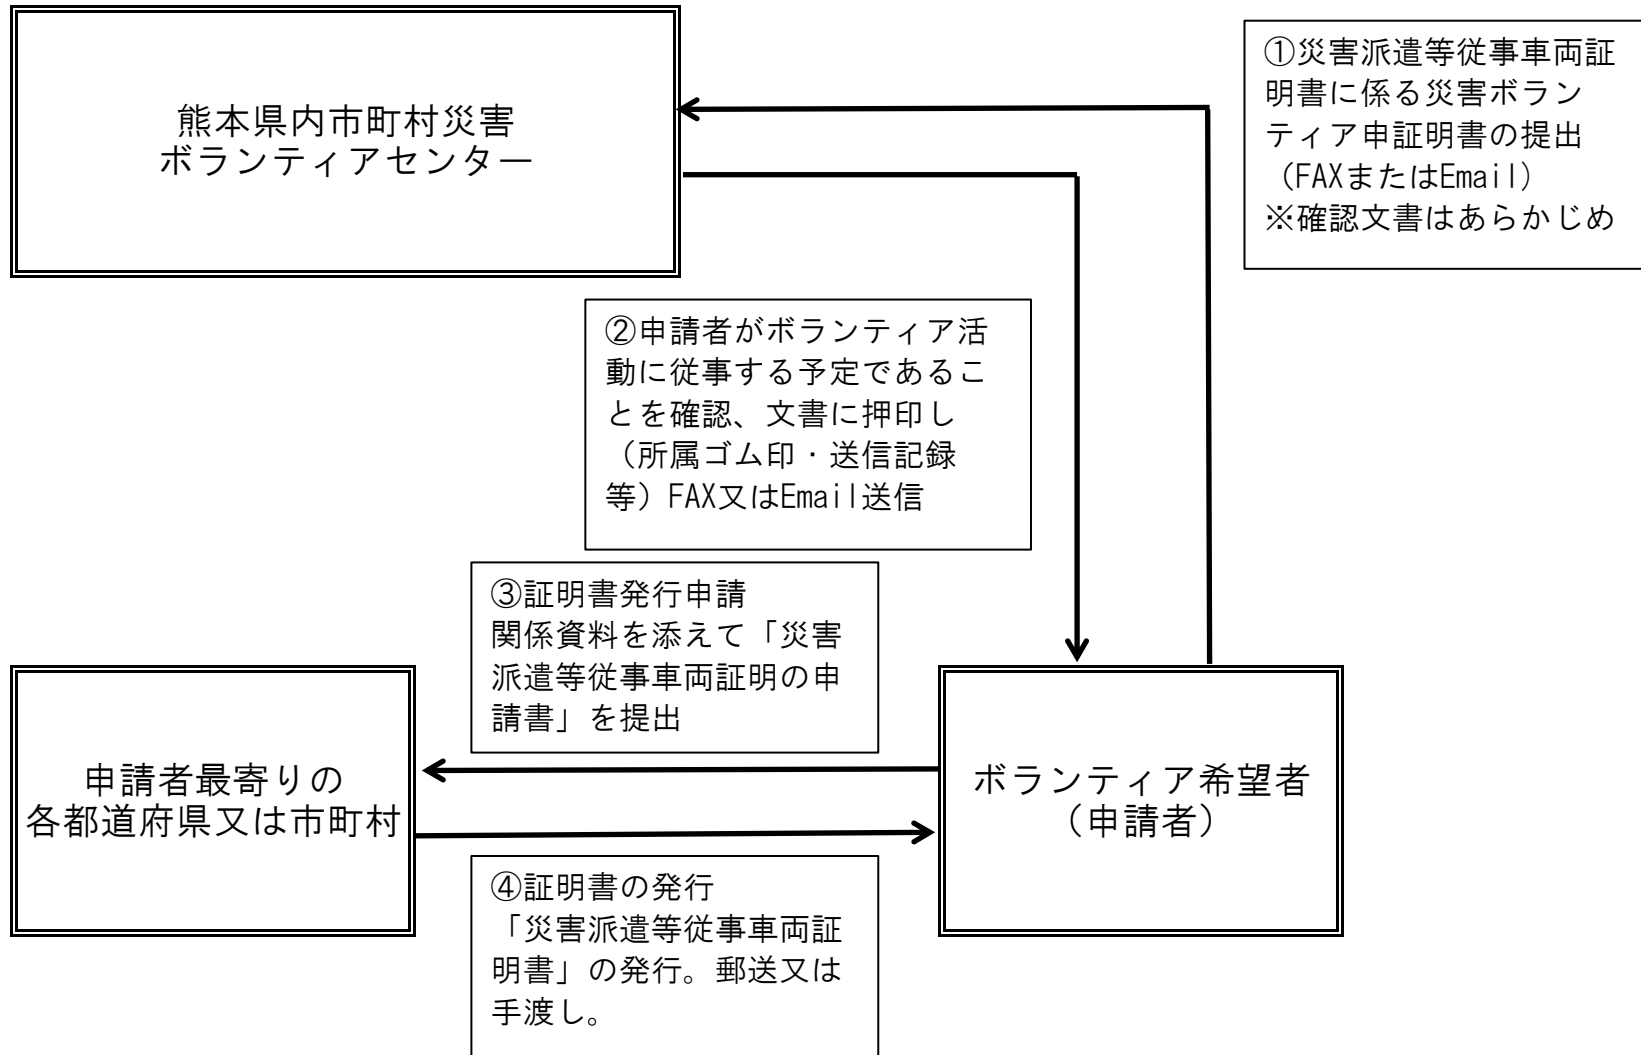 熊本県内市町村災害
ボランティアセンター
①災害派遣等従事車両証
明書に係る災害ボラン
ティア申証明書の提出
（FAXまたはEmail）
※確認文書はあらかじめ
②申請者がボランティア活
動に従事する予定であるこ
とを確認、文書に押印し
（所属ゴム印・送信記録
等）FAX又はEmail送信
③証明書発行申請
関係資料を添えて「災害
派遣等従事車両証明の申
請書」を提出
申請者最寄りの
各都道府県又は市町村
ボランティア希望者
（申請者）
④証明書の発行
「災害派遣等従事車両証
明書」の発行。郵送又は
手渡し。